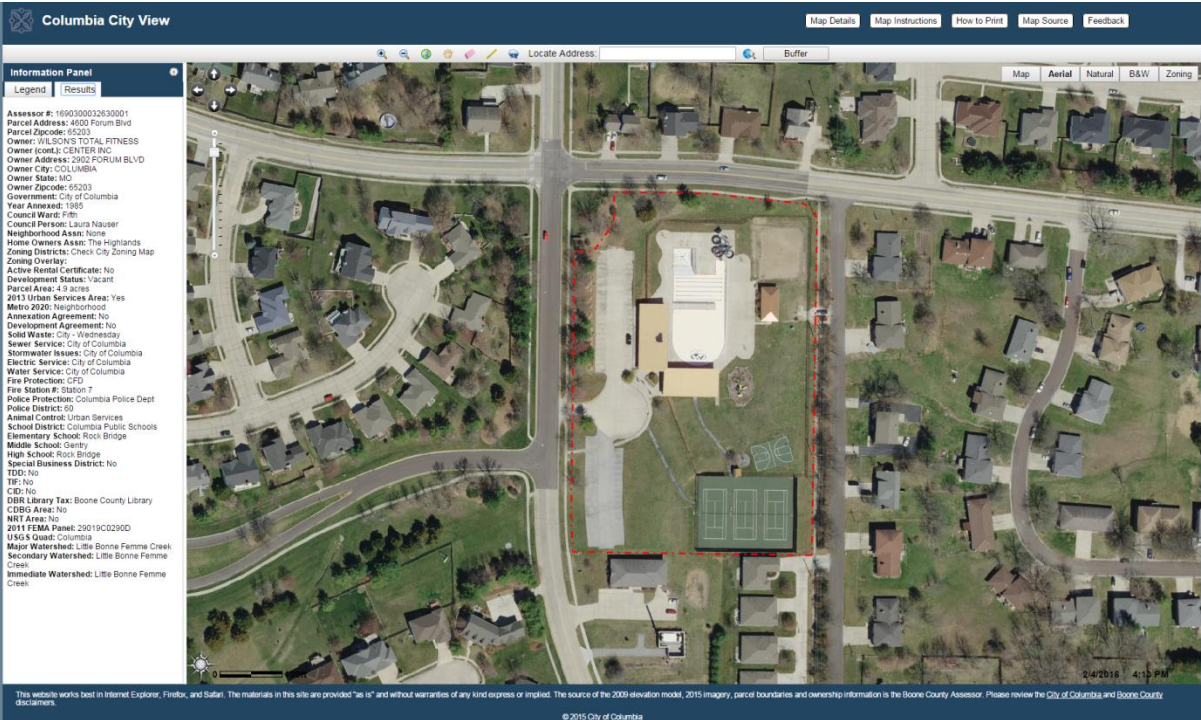 Columbia City View
Map Details Map Instructions How to Print Map Source Feedback
Locate Address: Buffer
Information Panel
Legend Results
Map Aerial Natural B&W Zoning
Assessor #: 1690300032630001
Parcel Address: 4600 Forum Blvd
Parcel Zipcode: 65203
Owner: WILSON'S TOTAL FITNESS
Owner (cont.): CENTER INC
Owner Address: 2902 FORUM BLVD
Owner City: COLUMBIA
Owner State: MO
Owner Zipcode: 65203
Government: City of Columbia
Year Annexed: 1985
Council Ward: Fifth
Council Person: Laura Nauser
Neighborhood Assn: None
Home Owners Assn: The Highlands
Zoning Districts: Check City Zoning Map
Zoning Overlay:
Active Rental Certificate: No
Development Status: Vacant
Parcel Area: 4.9 acres
2013 Urban Services Area: Yes
Metro 2020: Neighborhood
Annexation Agreement: No
Development Agreement: No
Solid Waste: City - Wednesday
Sewer Service: City of Columbia
Stormwater Issues: City of Columbia
Electric Service: City of Columbia
Water Service: City of Columbia
Fire Protection: CFD
Fire Station #: Station 7
Police Protection: Columbia Police Dept
Police District: 60
Animal Control: Urban Services
School District: Columbia Public Schools
Elementary School: Rock Bridge
Middle School: Gentry
High School: Rock Bridge
Special Business District: No
TDD: No
TIF: No
CID: No
DBR Library Tax: Boone County Library
CDBG Area: No
NRT Area: No
2011 FEMA Panel: 29019C0290D
USGS Quad: Columbia
Major Watershed: Little Bonne Femme Creek
Secondary Watershed: Little Bonne Femme
Creek
Immediate Watershed: Little Bonne Femme
Creek
0
2/4/2016 4:13 PM
This website works best in Internet Explorer, Firefox, and Safari. The materials in this site are provided "as is" and without warranties of any kind express or implied. The source of the 2009 elevation model, 2015 imagery, parcel boundaries and ownership information is the Boone County Assessor. Please review the City of Columbia and Boone County
disclaimers.
© 2015 City of Columbia